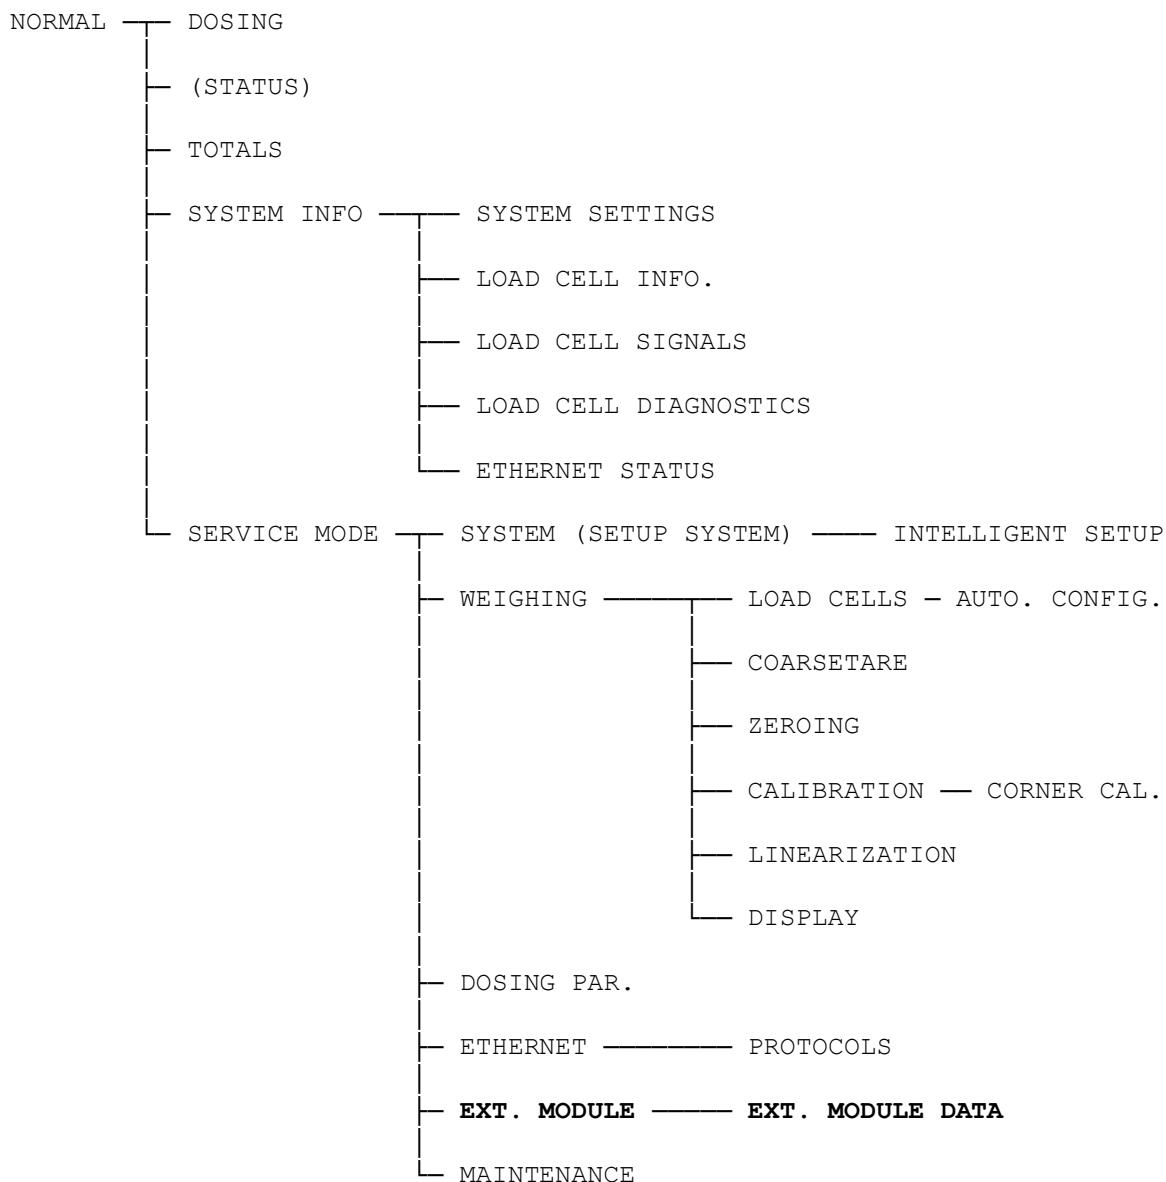 NORMAL DOSING
(STATUS)
TOTALS
SYSTEM INFO SYSTEM SETTINGS
LOAD CELL INFO.
LOAD CELL SIGNALS
LOAD CELL DIAGNOSTICS
ETHERNET STATUS
SERVICE MODE SYSTEM (SETUP SYSTEM) INTELLIGENT SETUP
WEIGHING LOAD CELLS AUTO. CONFIG.
COARSETARE
ZEROING
CALIBRATION CORNER CAL.
LINEARIZATION
DISPLAY
DOSING PAR.
ETHERNET PROTOCOLS
EXT. MODULE EXT. MODULE DATA
MAINTENANCE